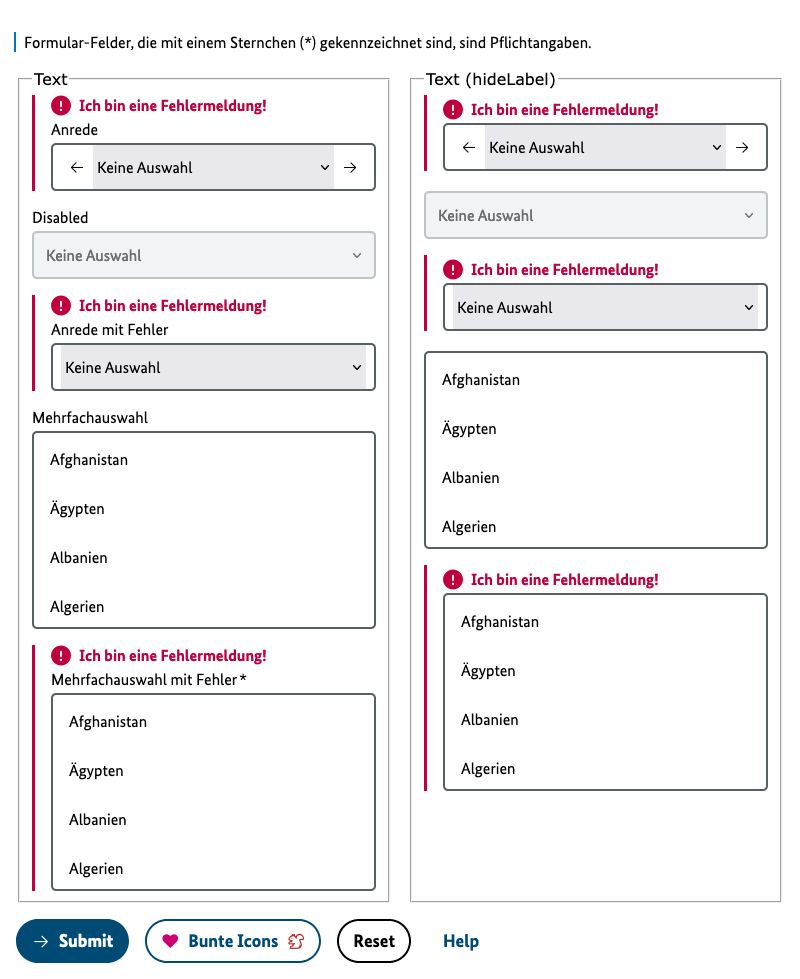 Formular-Felder, die mit einem Sternchen (*) gekennzeichnet sind, sind Pflichtangaben.
Text
Ich bin eine Fehlermeldung!
Anrede
Keine Auswahl
Disabled
Keine Auswahl
Ich bin eine Fehlermeldung!
Anrede mit Fehler
Keine Auswahl
Mehrfachauswahl
Afghanistan
Ägypten
Albanien
Algerien
Ich bin eine Fehlermeldung!
Mehrfachauswahl mit Fehler *
Afghanistan
Ägypten
Albanien
Algerien
Text (hideLabel)
Ich bin eine Fehlermeldung!
Keine Auswahl
Keine Auswahl
Ich bin eine Fehlermeldung!
Keine Auswahl
Afghanistan
Ägypten
Albanien
Algerien
Ich bin eine Fehlermeldung!
Afghanistan
Ägypten
Albanien
Algerien
Submit Bunte Icons Reset Help